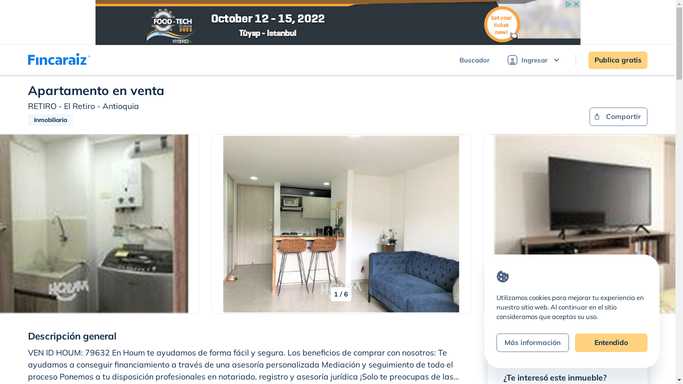 FOOD-TECH
October 12 - 15, 2022
Tüyap - Istanbul
Get your
ticket
now!
Fincaraiz
Buscador
Ingresar
Publica gratis
Apartamento en venta
RETIRO - El Retiro - Antioquia
Inmobiliaria
Compartir
HOUM
1 / 6
Utilizamos cookies para mejorar tu experiencia en
nuestro sitio web. Al continuar en el sitio
consideramos que aceptas su uso.
Más información
Entendido
Descripción general
VEN ID HOUM: 79632 En Houm te ayudamos de forma fácil y segura. Los beneficios de comprar con nosotros: Te
ayudamos a conseguir financiamiento a través de una asesoría personalizada Mediación y seguimiento de todo el
proceso Ponemos a tu disposición profesionales en notariado, registro y asesoría jurídica ¡Solo te preocupas de las...
¿Te interesó este inmueble?